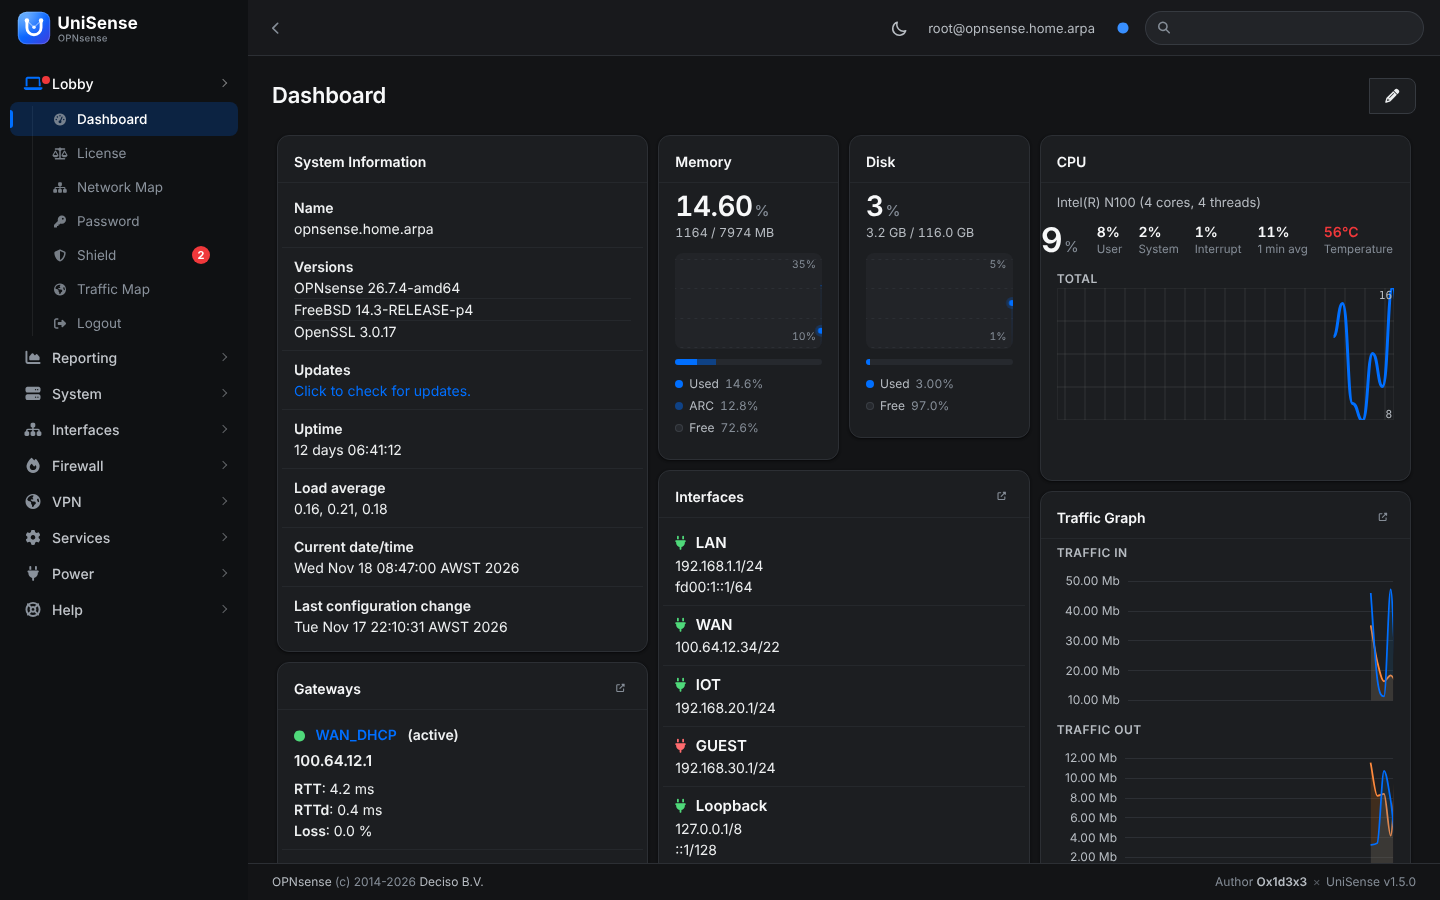 UniSense
OPNsense
root@opnsense.home.arpa
Lobby
Dashboard
License
Network Map
Password
Shield
2
Traffic Map
Logout
Reporting
System
Interfaces
Firewall
VPN
Services
Power
Help
Dashboard
System Information
Name
opnsense.home.arpa
Versions
OPNsense 26.7.4-amd64
FreeBSD 14.3-RELEASE-p4
OpenSSL 3.0.17
Updates
Click to check for updates.
Uptime
12 days 06:41:12
Load average
0.16, 0.21, 0.18
Current date/time
Wed Nov 18 08:47:00 AWST 2026
Last configuration change
Tue Nov 17 22:10:31 AWST 2026
Gateways
WAN_DHCP (active)
100.64.12.1
RTT: 4.2 ms
RTTd: 0.4 ms
Loss: 0.0 %
Memory
14.60 %
1164 / 7974 MB
35%
10%
Used 14.6%
ARC 12.8%
Free 72.6%
Disk
3 %
3.2 GB / 116.0 GB
5%
1%
Used 3.00%
Free 97.0%
Interfaces
LAN
192.168.1.1/24
fd00:1::1/64
WAN
100.64.12.34/22
IOT
192.168.20.1/24
GUEST
192.168.30.1/24
Loopback
127.0.0.1/8
::1/128
CPU
Intel(R) N100 (4 cores, 4 threads)
9 %
8% 2% 1% 11% 56°C
User System Interrupt 1 min avg Temperature
TOTAL
16
8
Traffic Graph
TRAFFIC IN
50.00 Mb
40.00 Mb
30.00 Mb
20.00 Mb
10.00 Mb
TRAFFIC OUT
12.00 Mb
10.00 Mb
8.00 Mb
6.00 Mb
4.00 Mb
2.00 Mb
OPNsense (c) 2014-2026 Deciso B.V.
Author Ox1d3x3 × UniSense v1.5.0